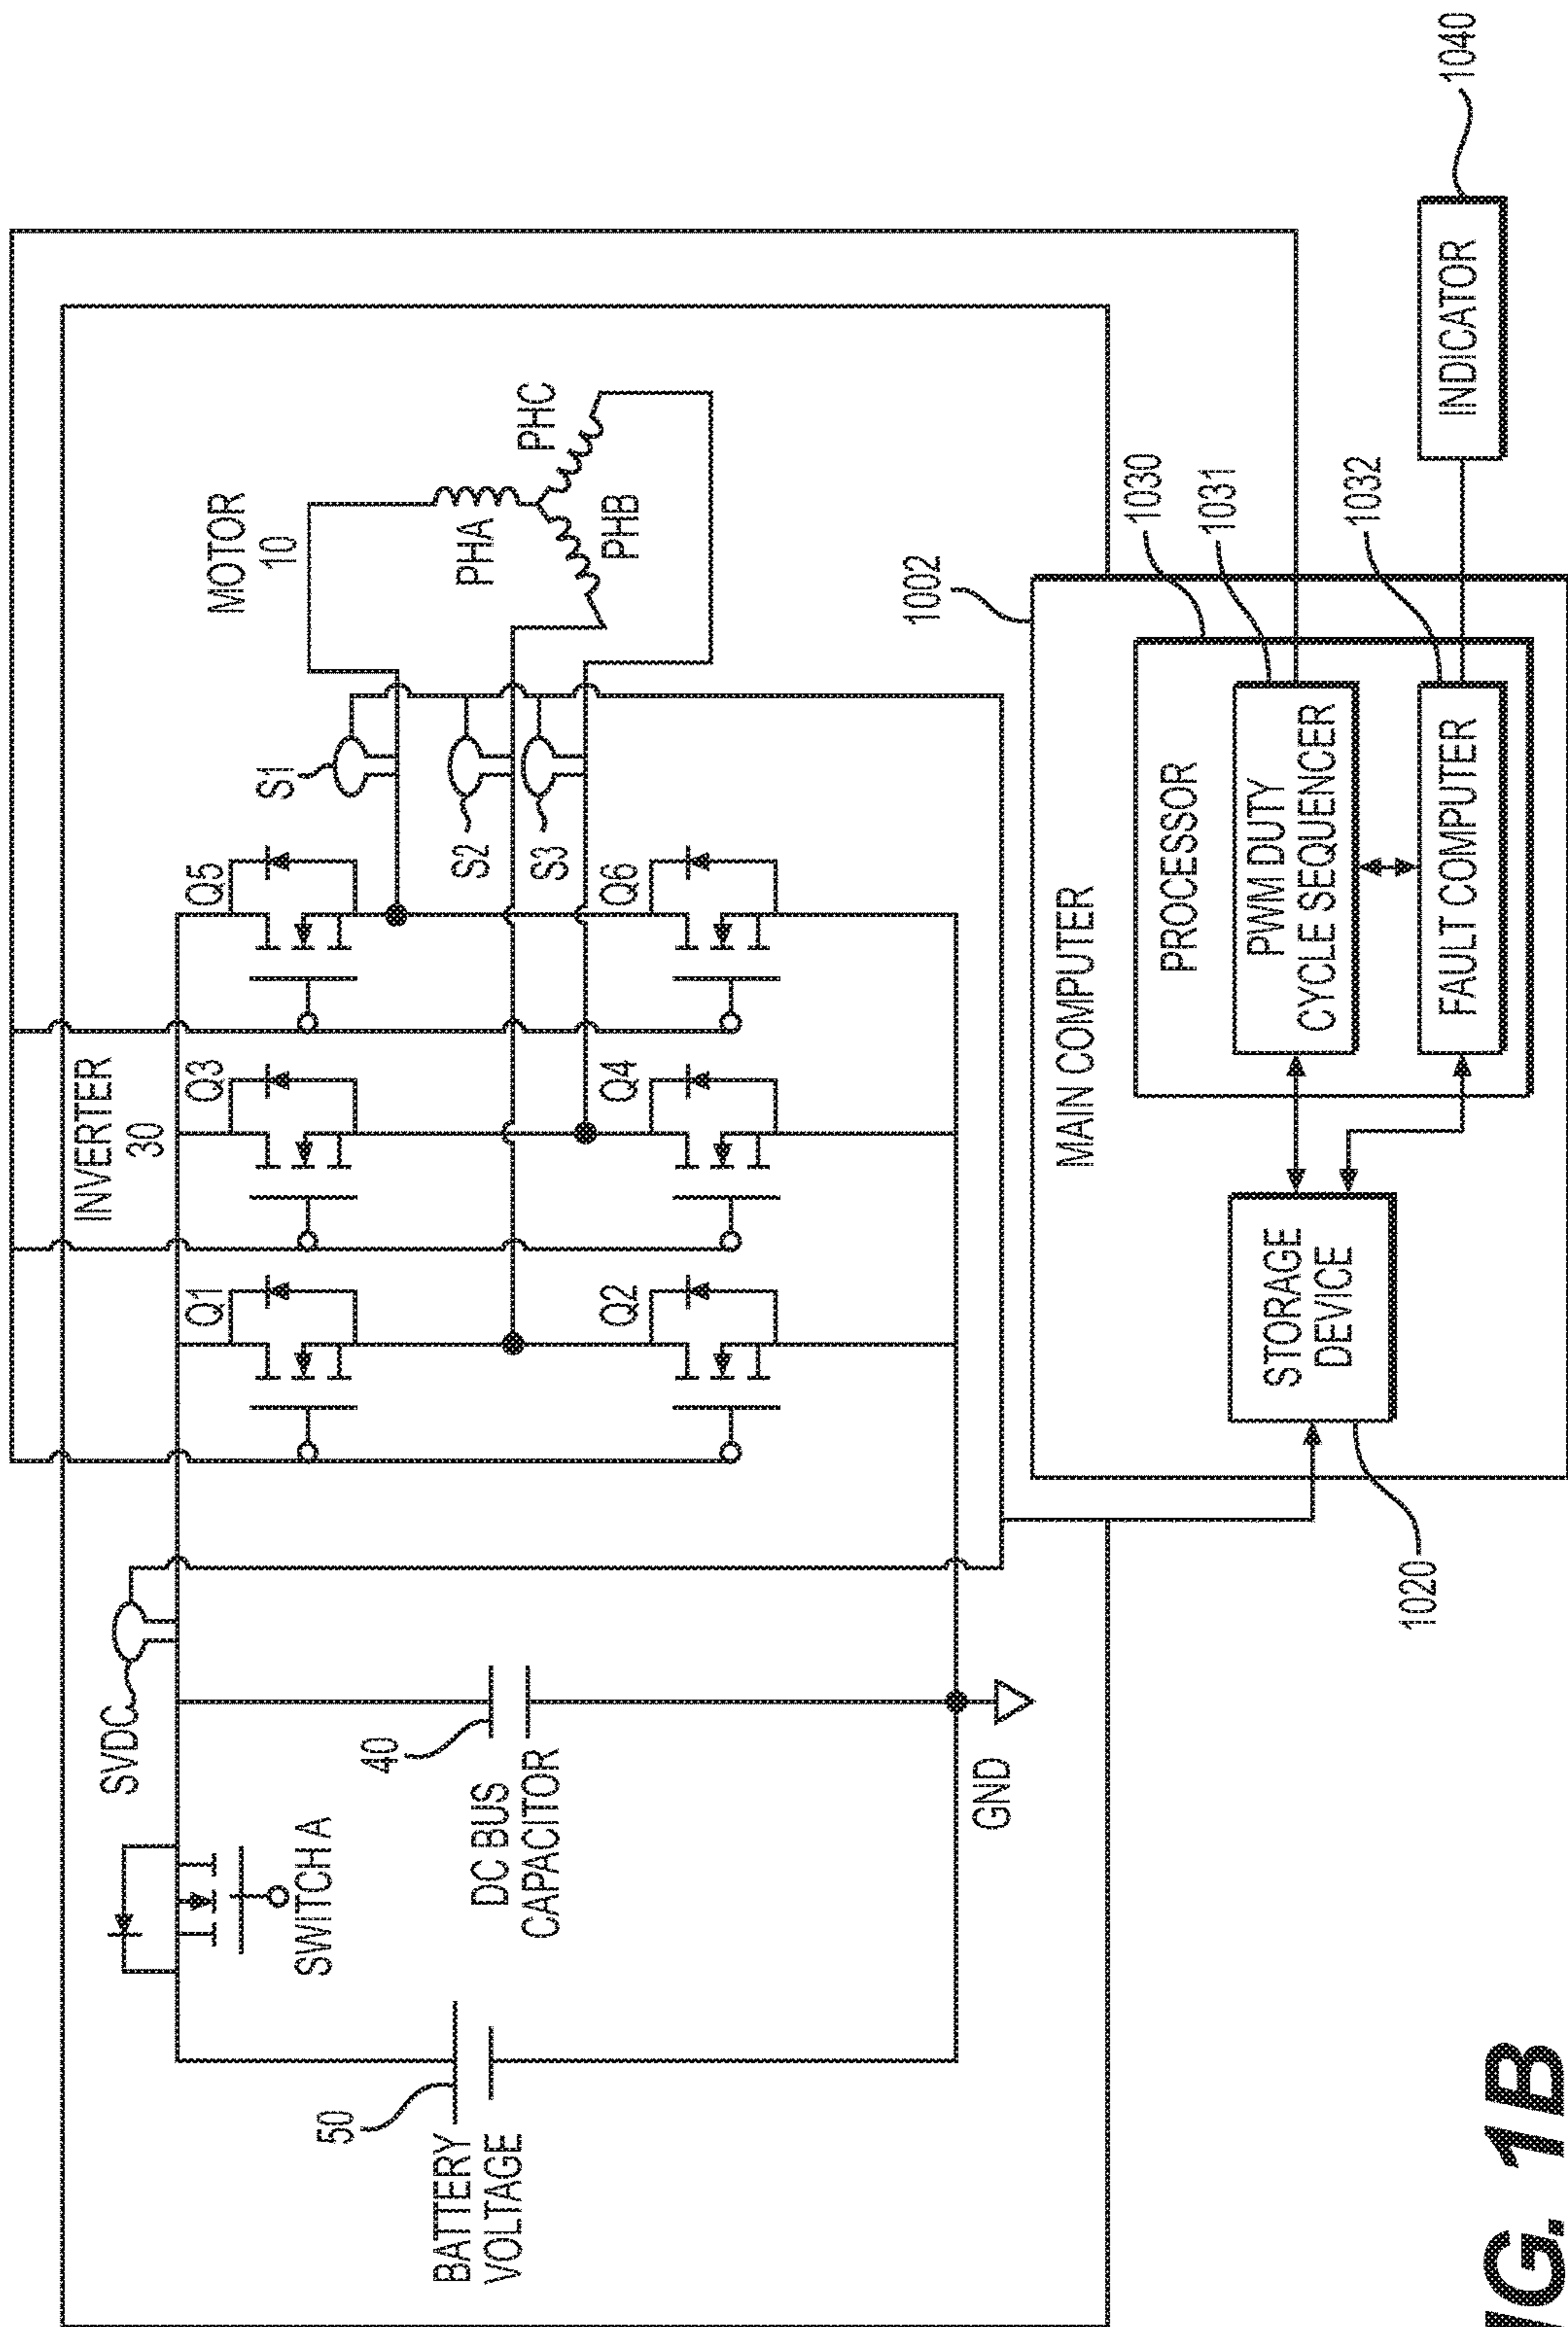 INVERTER
30
MOTOR
10
SVDC
SWITCH A
Q1
Q3
Q5
S1
PHA
PHC
PHB
50
BATTERY
VOLTAGE
40
DC BUS
CAPACITOR
Q2
Q4
Q6
S2
S3
GND
1002
MAIN COMPUTER
1030
PROCESSOR
1031
PWM DUTY
CYCLE SEQUENCER
STORAGE
DEVICE
1020
1032
FAULT COMPUTER
INDICATOR
1040
IG. 1B